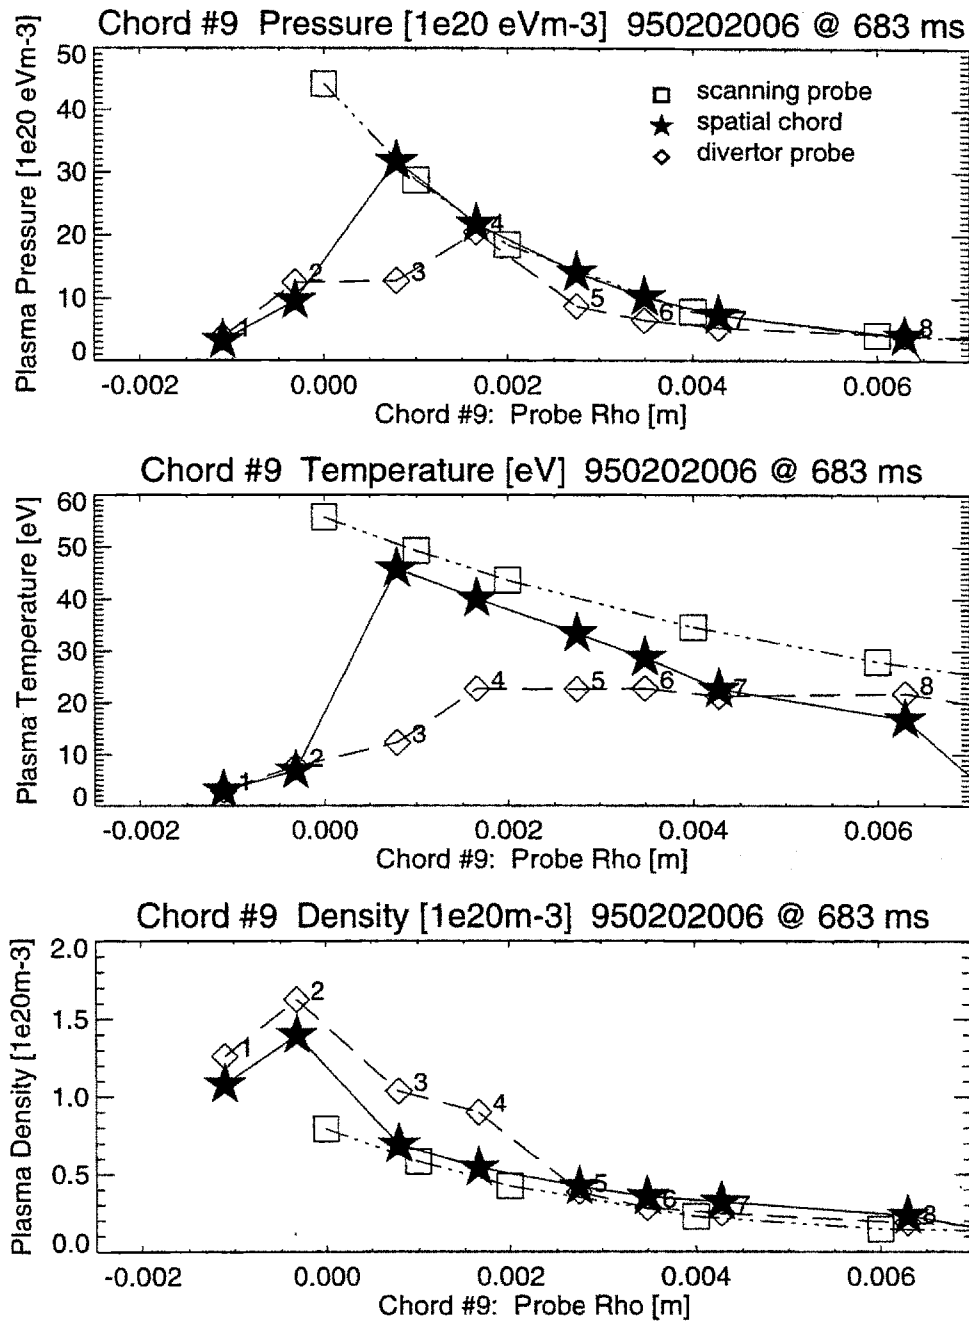 Chord #9 Pressure [1e20 eVm-3] 950202006 @ 683 ms
Plasma Pressure [1e20 eVm-3]
50
40
30
20
10
0
scanning probe
spatial chord
divertor probe
1
2
3
4
5
6
7
8
-0.002 0.000 0.002 0.004 0.006
Chord #9: Probe Rho [m]
Chord #9 Temperature [eV] 950202006 @ 683 ms
Plasma Temperature [eV]
60
50
40
30
20
10
0
1
2
3
4
5
6
7
8
-0.002 0.000 0.002 0.004 0.006
Chord #9: Probe Rho [m]
Chord #9 Density [1e20m-3] 950202006 @ 683 ms
Plasma Density [1e20m-3]
2.0
1.5
1.0
0.5
0.0
1
2
3
4
5
6
7
8
-0.002 0.000 0.002 0.004 0.006
Chord #9: Probe Rho [m]